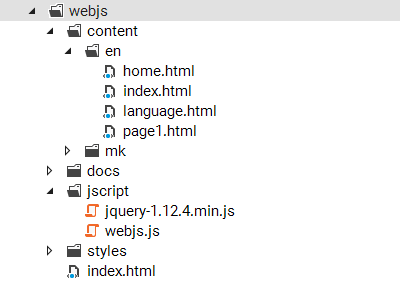 webjs
content
en
home.html
index.html
language.html
page1.html
mk
docs
jscript
jquery-1.12.4.min.js
webjs.js
styles
index.html